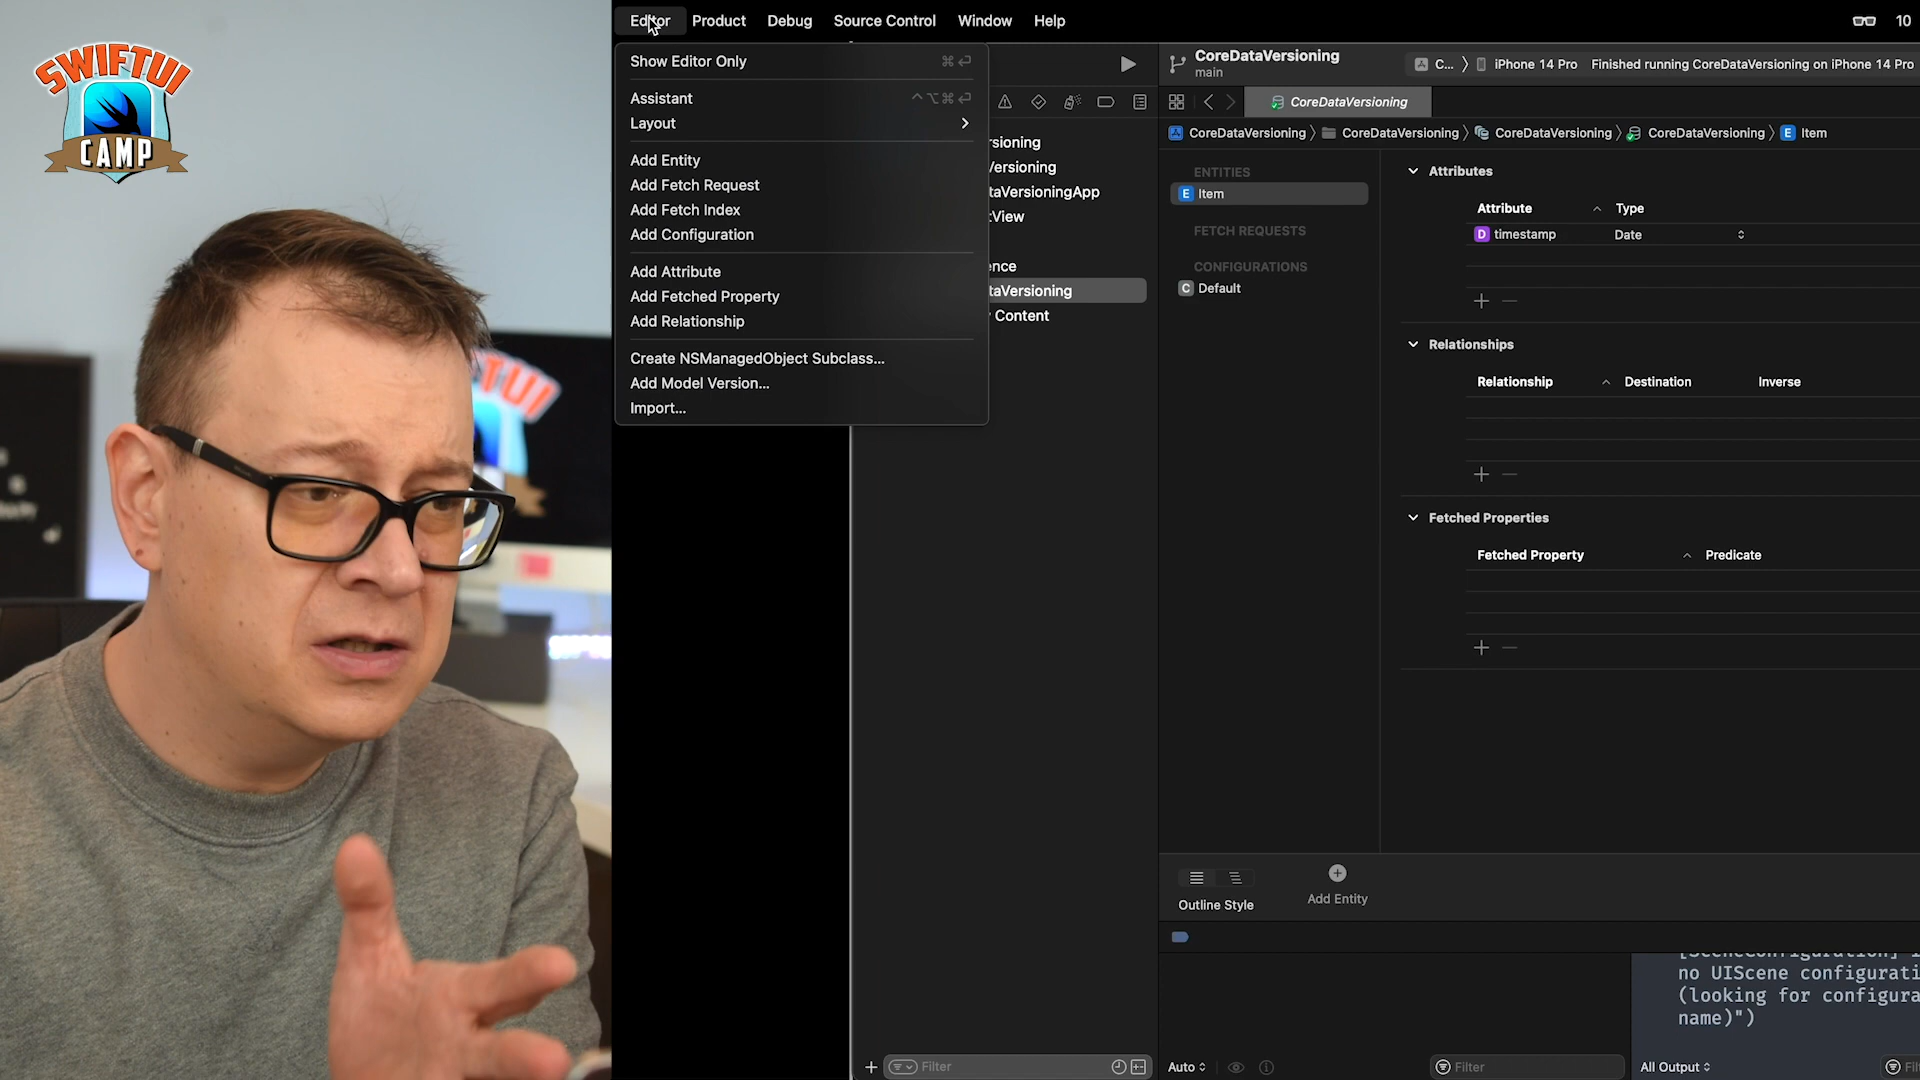 SWIFTUI
CAMP
TUI
Editor Product Debug Source Control Window Help 10
Show Editor Only ⌘ ↩
Assistant ^⌥⌘ ↩
Layout
Add Entity
Add Fetch Request
Add Fetch Index
Add Configuration
Add Attribute
Add Fetched Property
Add Relationship
Create NSManagedObject Subclass...
Add Model Version...
Import...
rsioning
Versioning
taVersioningApp
tView
ence
taVersioning
Content
Filter
CoreDataVersioning
main
C... iPhone 14 Pro Finished running CoreDataVersioning on iPhone 14 Pro
CoreDataVersioning
CoreDataVersioning CoreDataVersioning CoreDataVersioning CoreDataVersioning E Item
ENTITIES
E Item
FETCH REQUESTS
CONFIGURATIONS
C Default
Attributes
Attribute Type
D timestamp Date
Relationships
Relationship Destination Inverse
Fetched Properties
Fetched Property Predicate
Outline Style
Add Entity
no UIScene configurati
(looking for configura
name)")
Auto
Filter
All Output